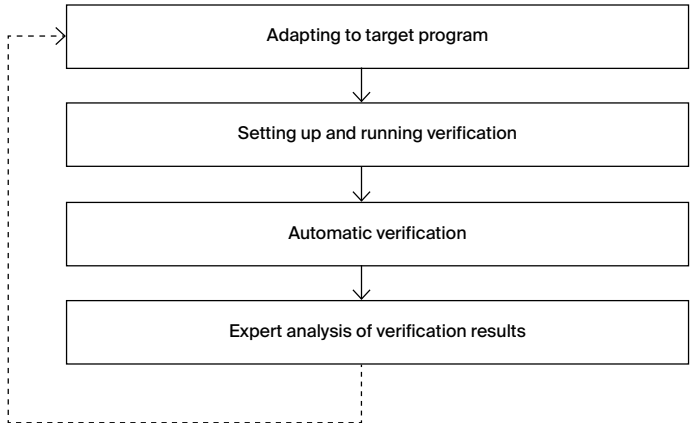 Adapting to target program
Setting up and running verification
Automatic verification
Expert analysis of verification results